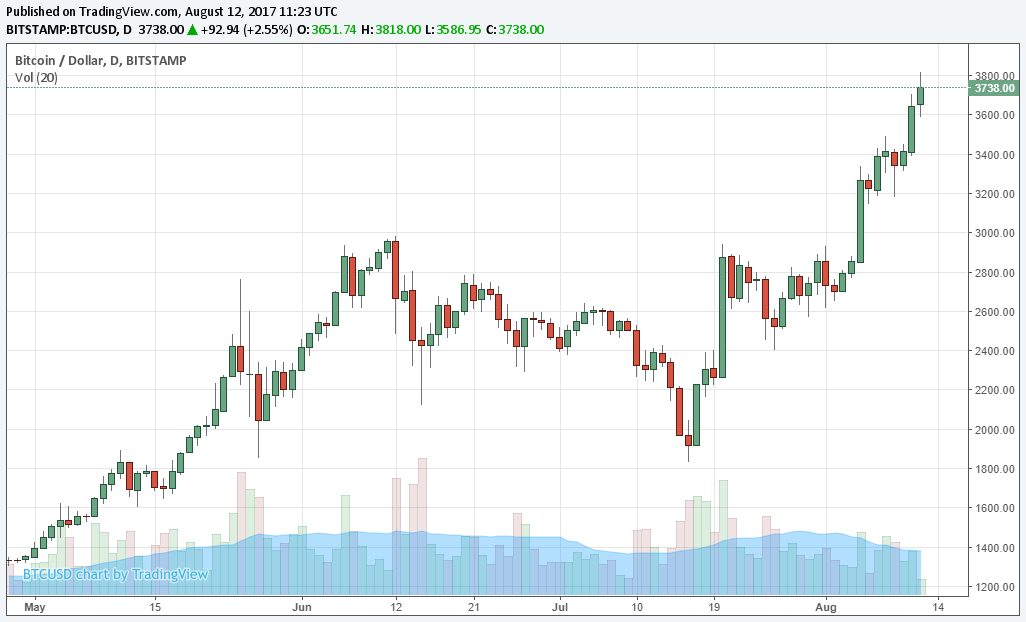 Published on TradingView.com, August 12, 2017 11:23 UTC
BITSTAMP:BTCUSD, D 3738.00 ▲ +92.94 (+2.55%) O:3651.74 H:3818.00 L:3586.95 C:3738.00
Bitcoin / Dollar, D, BITSTAMP
Vol (20)
3800.00
3738.00
3600.00
3400.00
3200.00
3000.00
2800.00
2600.00
2400.00
2200.00
2000.00
1800.00
1600.00
1400.00
1200.00
BTCUSD chart by TradingView
May 15 Jun 12 21 Jul 10 19 Aug 14